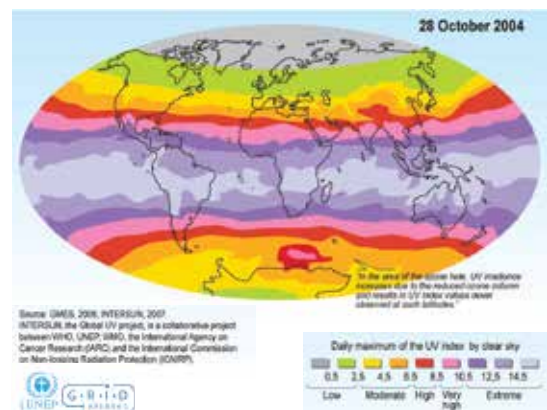 28 October 2004
"In the area of the ozone hole, UV irradiance
increases due to the reduced ozone column
and results in UV index values never
observed at such latitudes."
Source: GMES, 2006, INTERSUN, 2007.
INTERSUN, the Global UV project, is a collaborative project
between WHO, UNEP, WMO, the International Agency on
Cancer Research (IARC) and the International Commission
on Non-Ionizing Radiation Protection (ICNIRP).
Daily maximum of the UV index by clear sky
0,5 2,5 4,5 6,5 8,5 10,5 12,5 14,5
Low Moderate High Very high Extreme
UNEP
GRID
ARENDAL